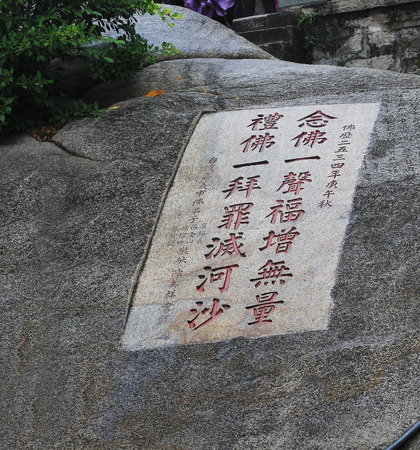 佛曆二五三四年庚午秋
念佛一聲福增無量
禮佛一拜罪滅河沙